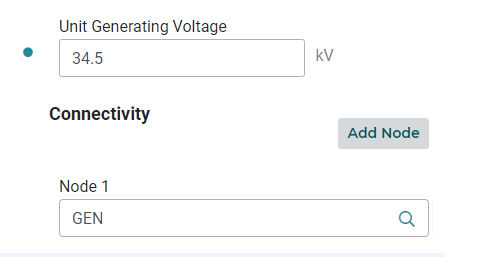 Unit Generating Voltage
34.5 kV
Connectivity
Add Node
Node 1
GEN